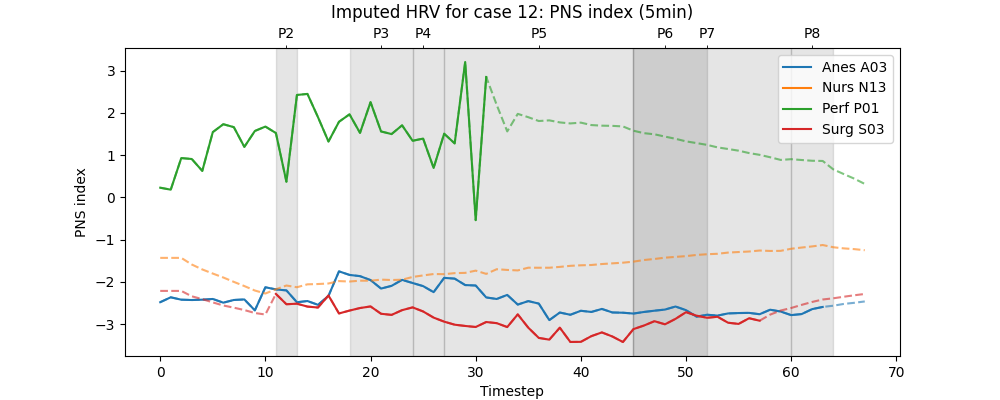 Imputed HRV for case 12: PNS index (5min)
P2 P3 P4 P5 P6 P7 P8
Anes A03
Nurs N13
Perf P01
Surg S03
PNS index
3
2
1
0
−1
−2
−3
0 10 20 30 40 50 60 70
Timestep